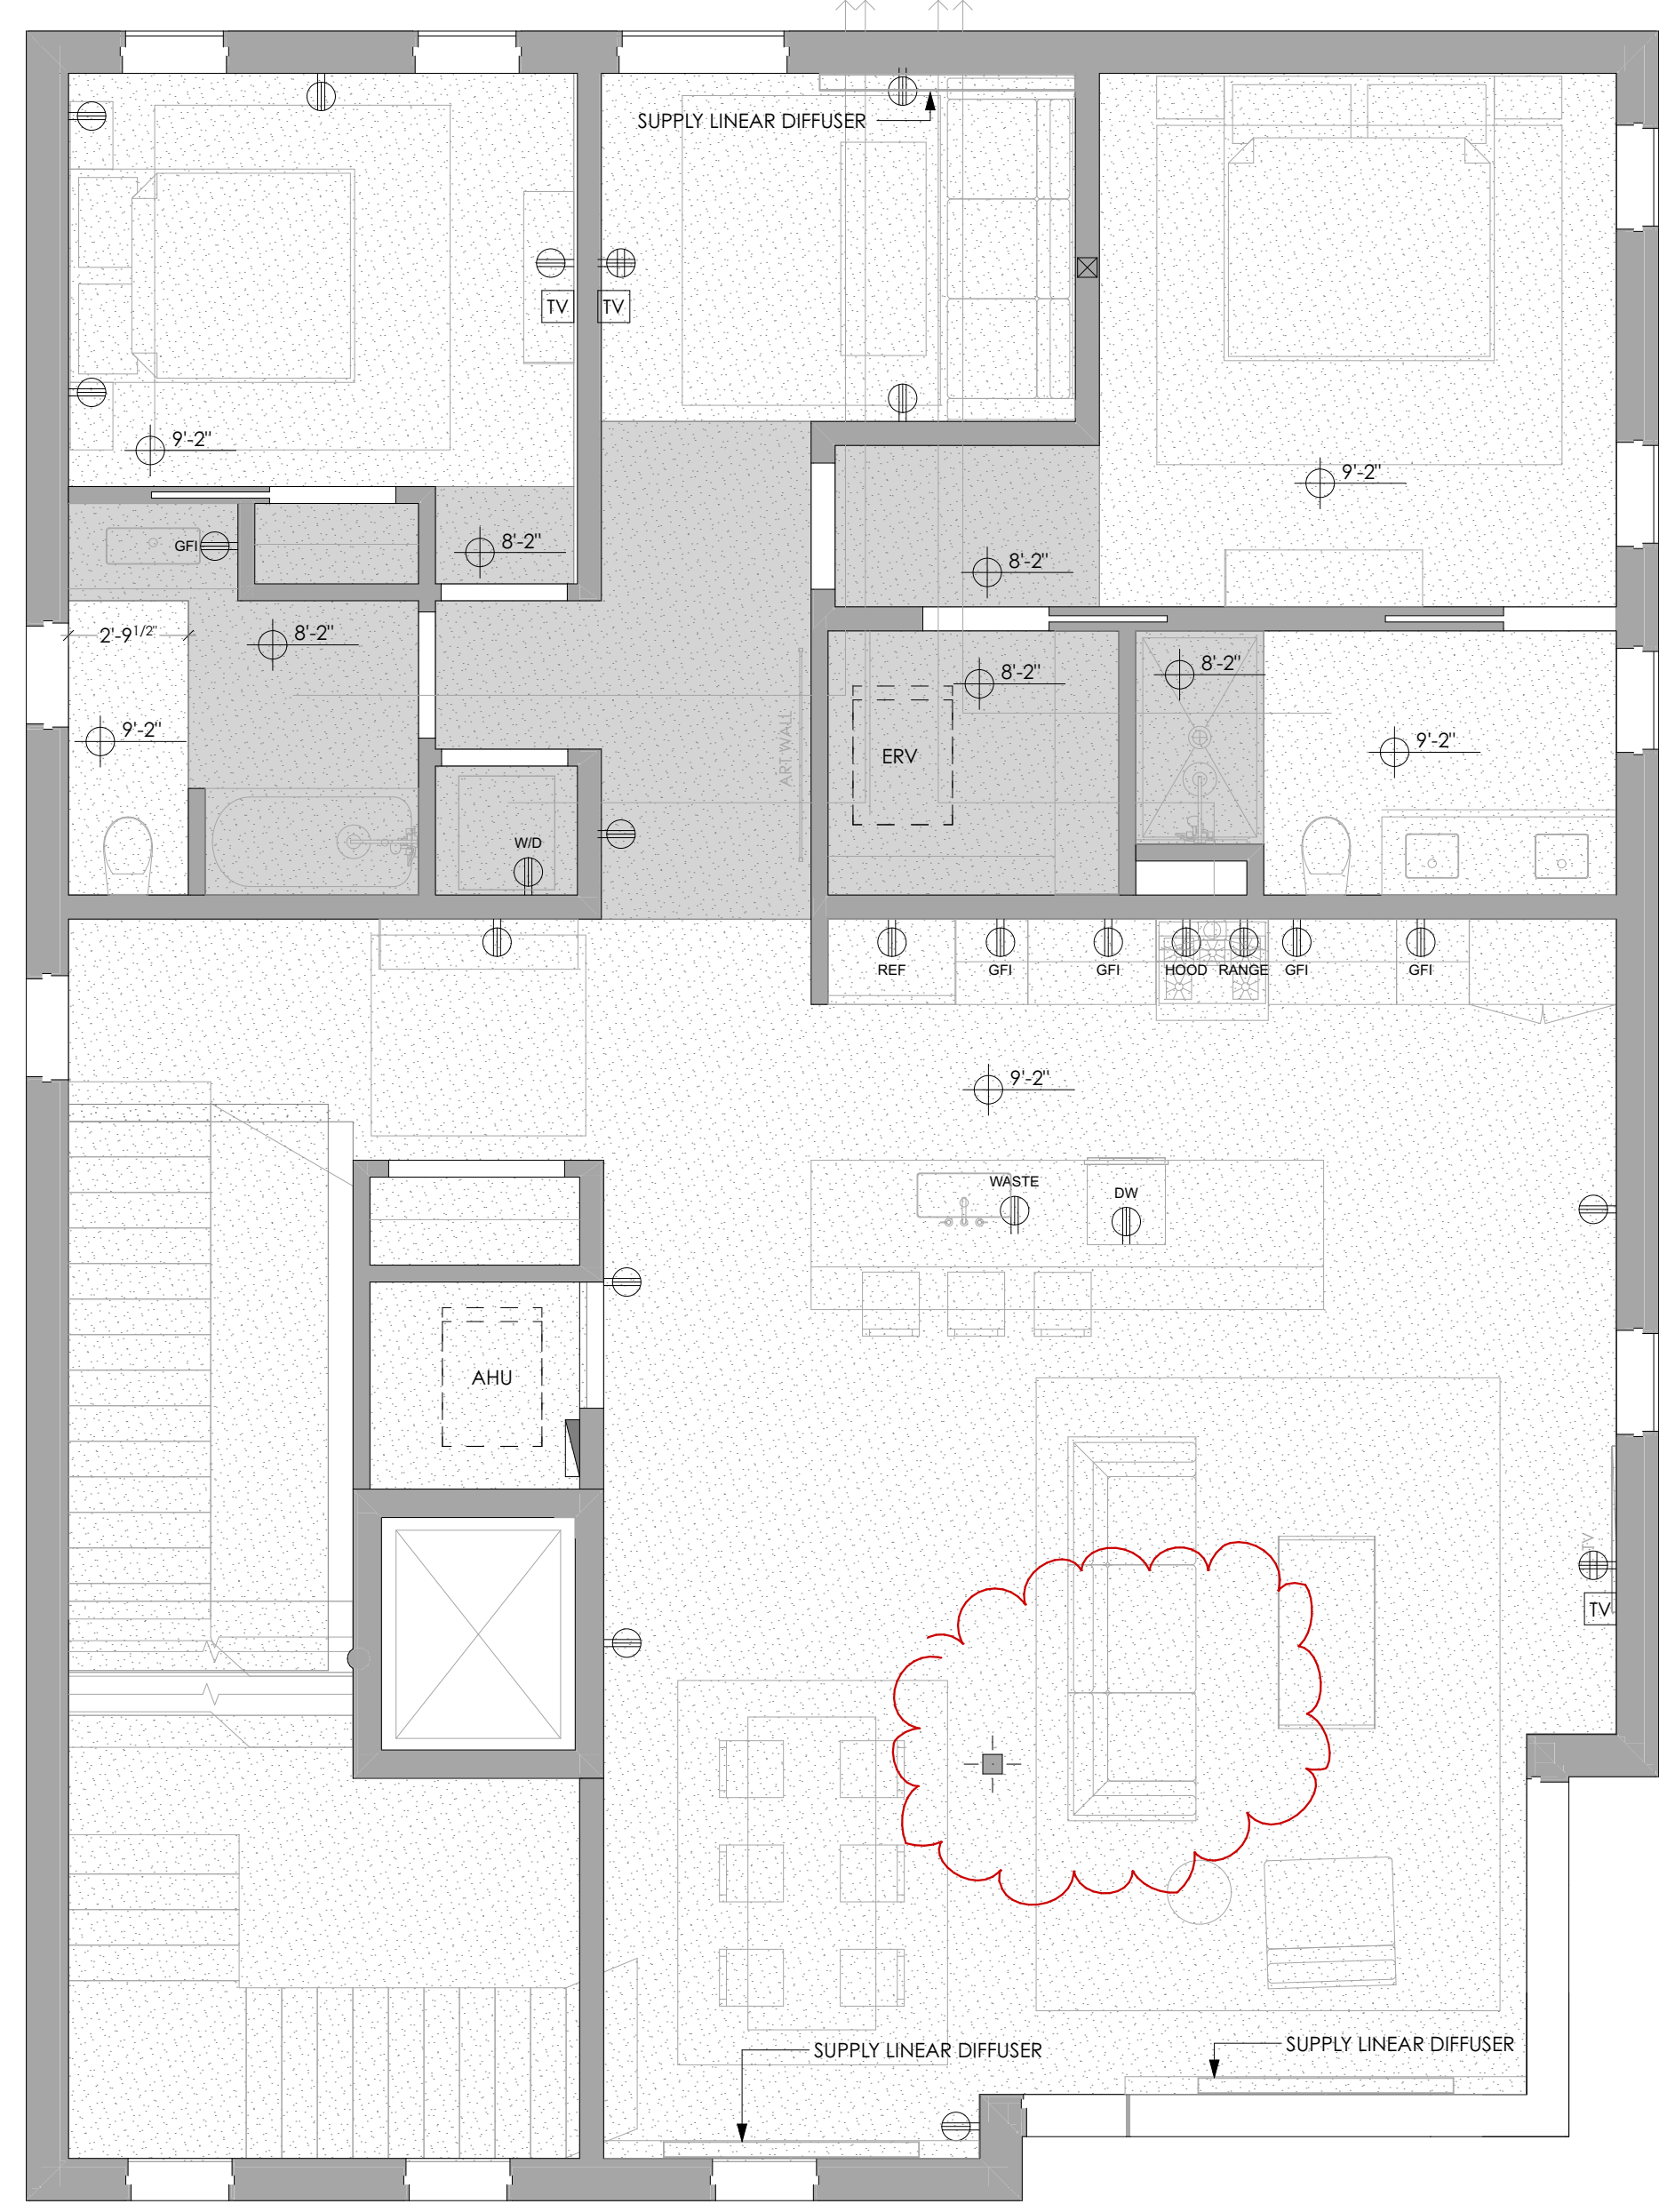 SUPPLY LINEAR DIFFUSER
TV
TV
9'-2"
9'-2"
GFI
8'-2"
8'-2"
2'-9 1/2"
8'-2"
8'-2"
8'-2"
9'-2"
9'-2"
ART WALL
ERV
W/D
REF
GFI
GFI
HOOD
RANGE
GFI
GFI
9'-2"
WASTE
DW
AHU
TV
TV
SUPPLY LINEAR DIFFUSER
SUPPLY LINEAR DIFFUSER